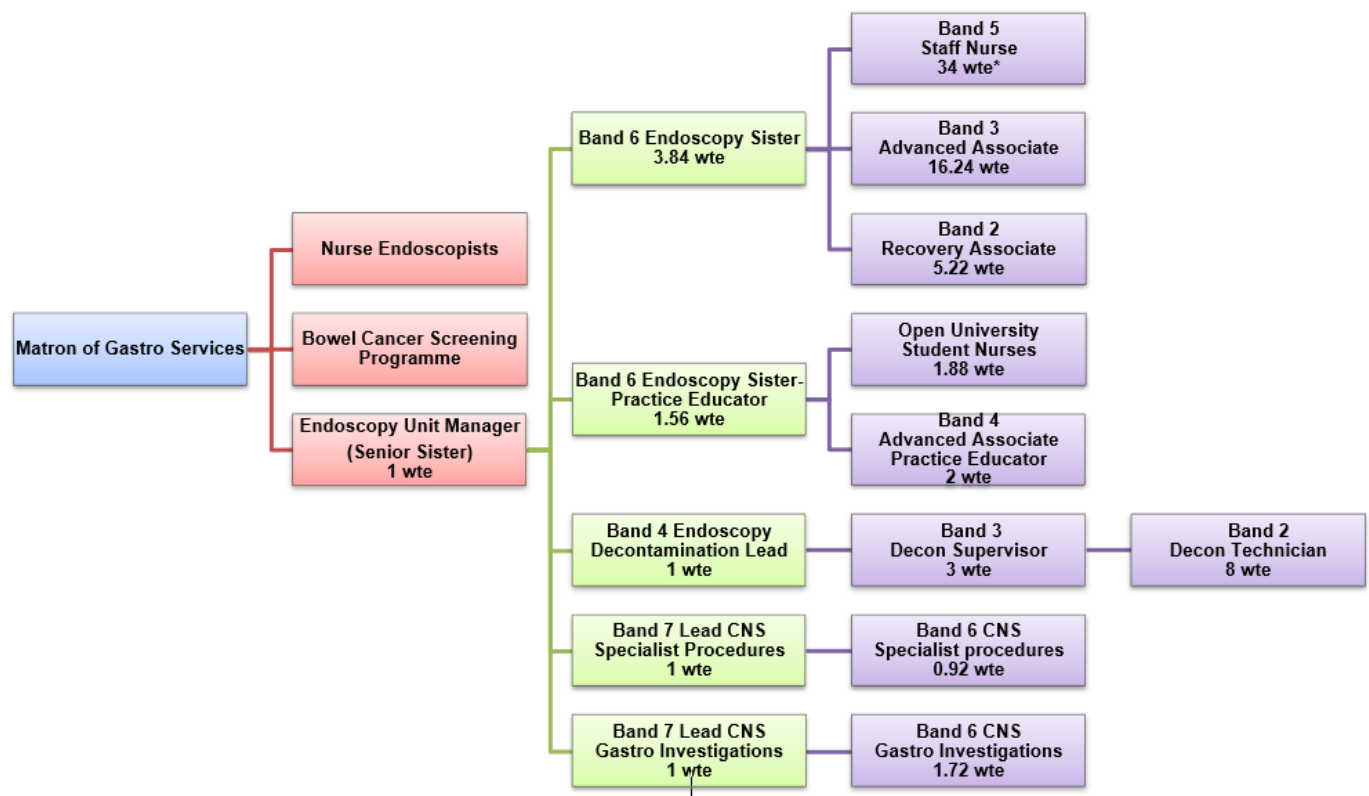 Matron of Gastro Services
Nurse Endoscopists
Bowel Cancer Screening
Programme
Endoscopy Unit Manager
(Senior Sister)
1 wte
Band 6 Endoscopy Sister
3.84 wte
Band 5
Staff Nurse
34 wte*
Band 3
Advanced Associate
16.24 wte
Band 2
Recovery Associate
5.22 wte
Band 6 Endoscopy Sister-
Practice Educator
1.56 wte
Open University
Student Nurses
1.88 wte
Band 4
Advanced Associate
Practice Educator
2 wte
Band 4 Endoscopy
Decontamination Lead
1 wte
Band 3
Decon Supervisor
3 wte
Band 2
Decon Technician
8 wte
Band 7 Lead CNS
Specialist Procedures
1 wte
Band 6 CNS
Specialist procedures
0.92 wte
Band 7 Lead CNS
Gastro Investigations
1 wte
Band 6 CNS
Gastro Investigations
1.72 wte